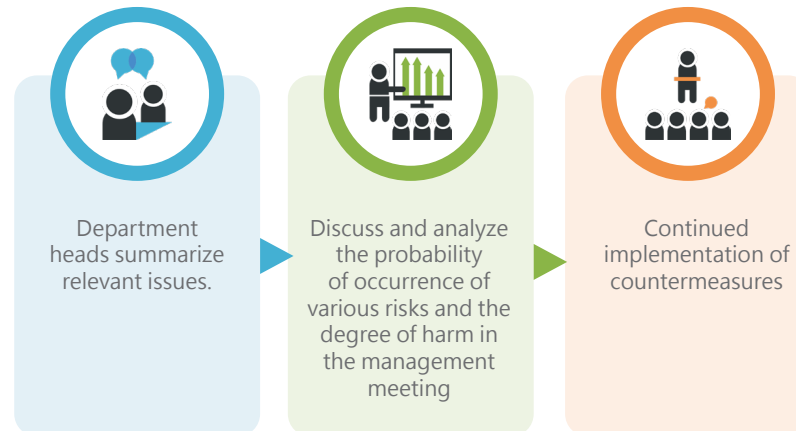 Department
heads summarize
relevant issues.
Discuss and analyze
the probability
of occurrence of
various risks and the
degree of harm in
the management
meeting
Continued
implementation of
countermeasures